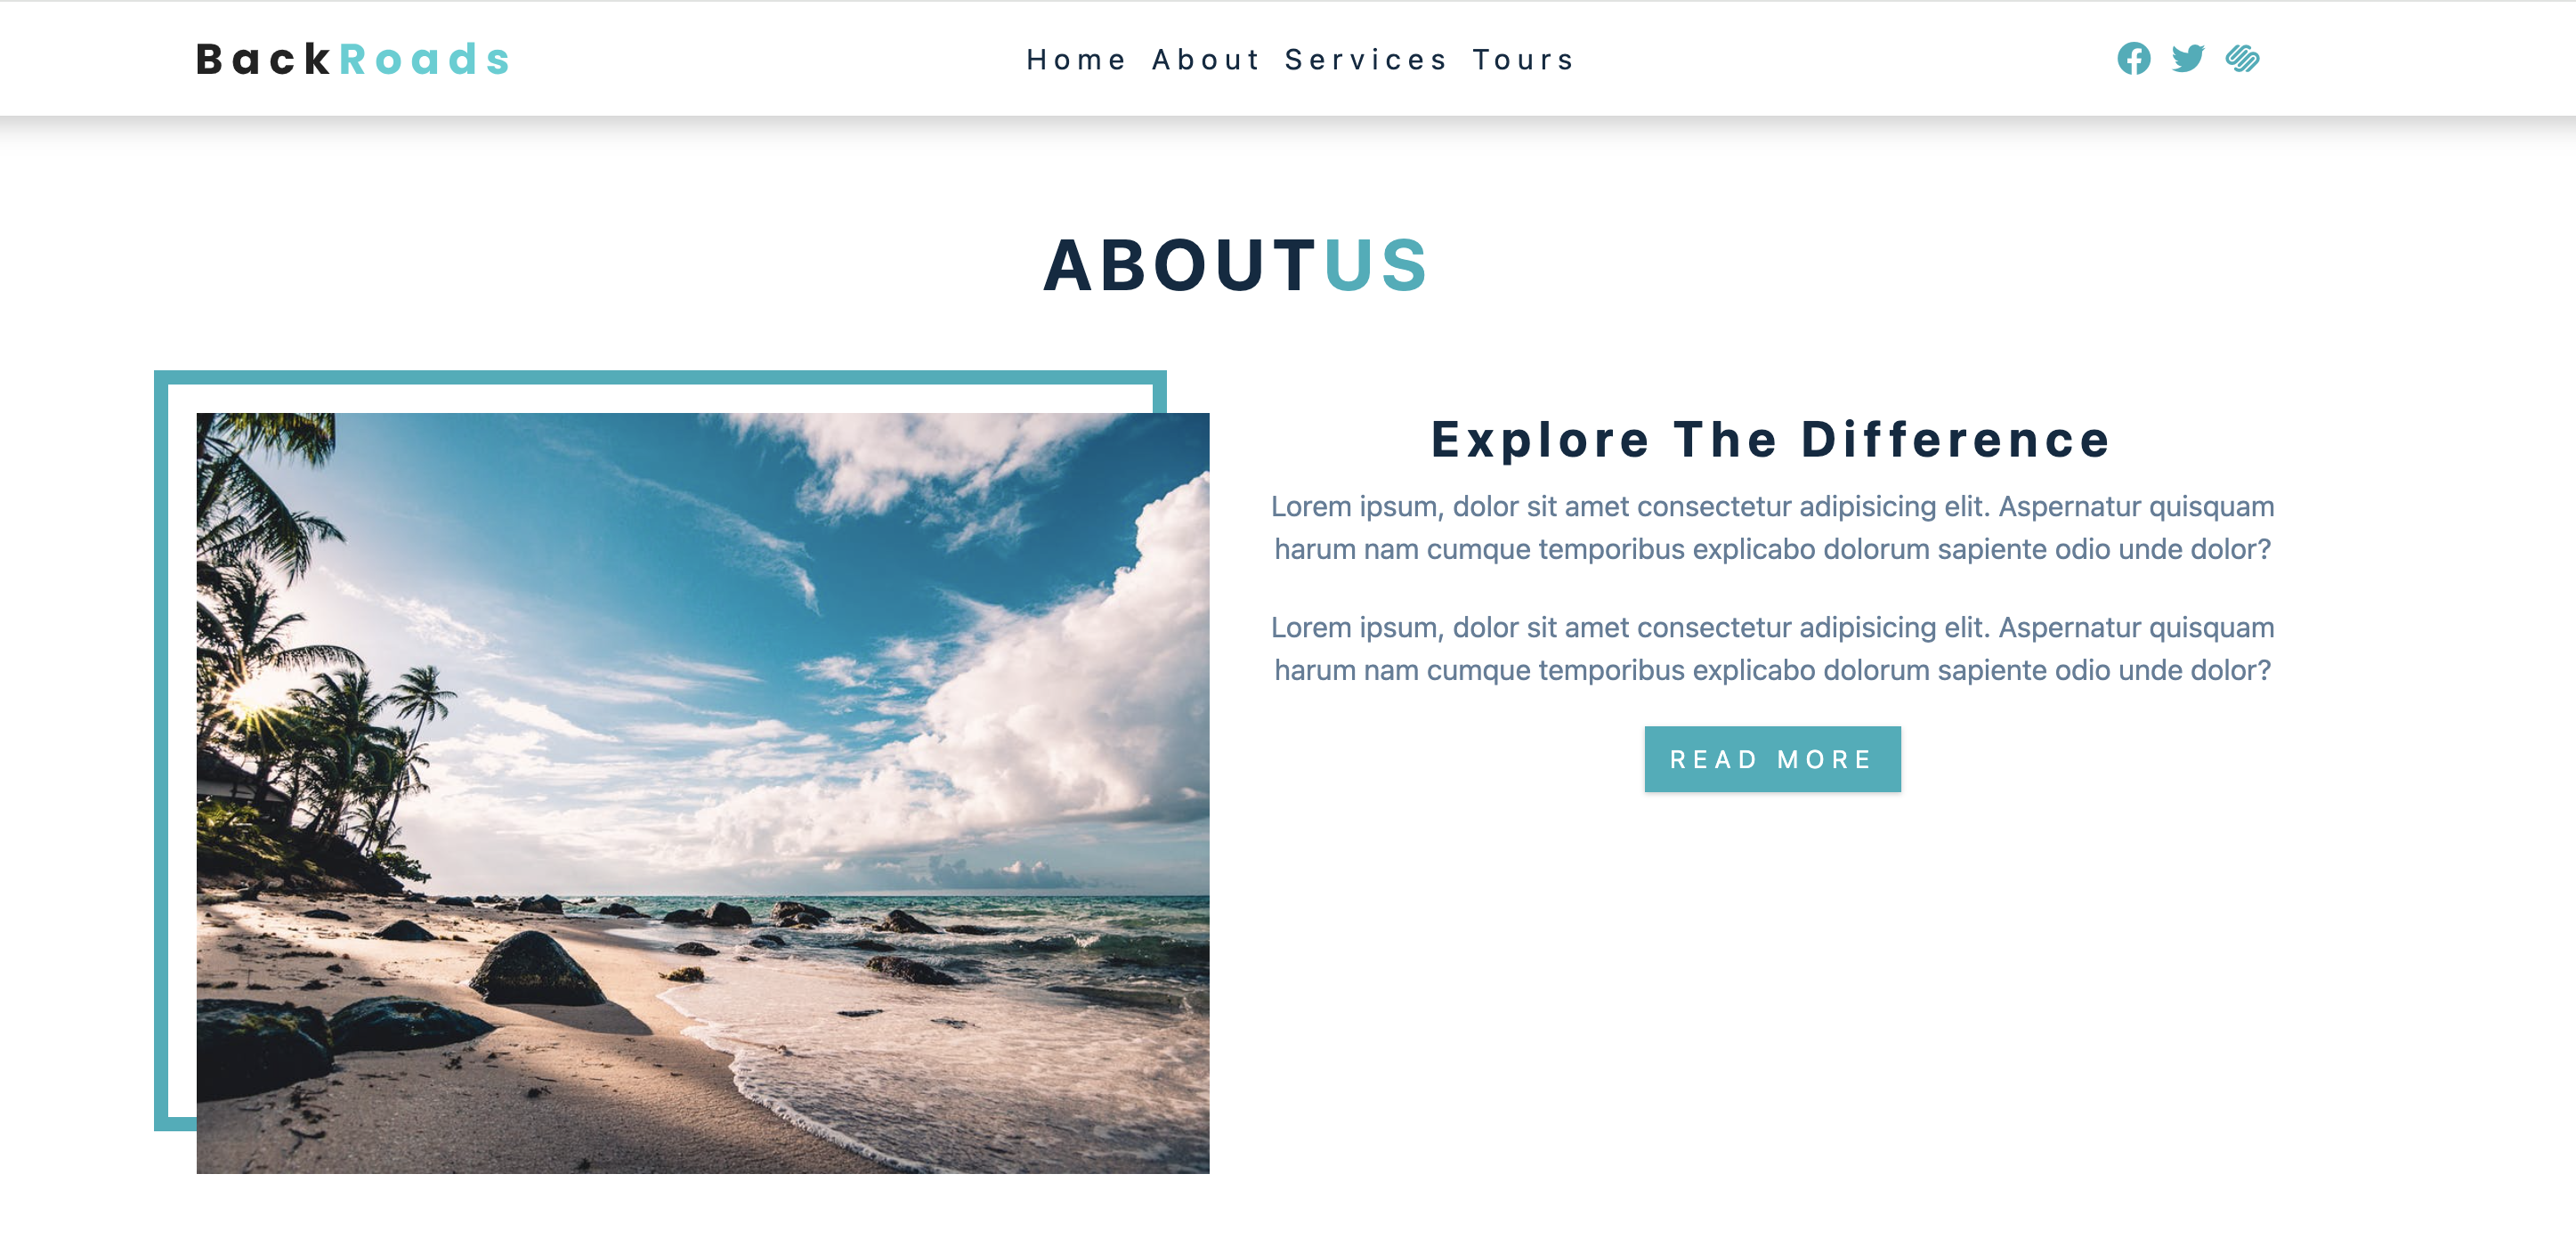 BackRoads
Home About Services Tours
ABOUTUS
Explore The Difference
Lorem ipsum, dolor sit amet consectetur adipisicing elit. Aspernatur quisquam
harum nam cumque temporibus explicabo dolorum sapiente odio unde dolor?
Lorem ipsum, dolor sit amet consectetur adipisicing elit. Aspernatur quisquam
harum nam cumque temporibus explicabo dolorum sapiente odio unde dolor?
READ MORE